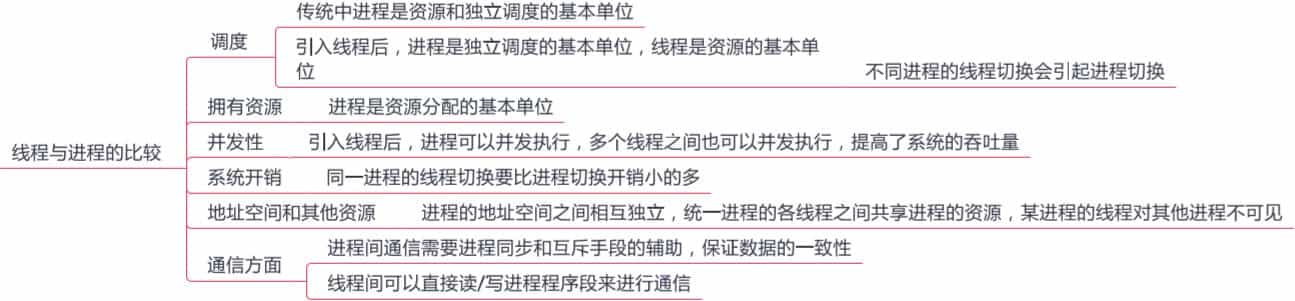 线程与进程的比较
调度
传统中进程是资源和独立调度的基本单位
引入线程后，进程是独立调度的基本单位，线程是资源的基本单
位
不同进程的线程切换会引起进程切换
拥有资源
进程是资源分配的基本单位
并发性
引入线程后，进程可以并发执行，多个线程之间也可以并发执行，提高了系统的吞吐量
系统开销
同一进程的线程切换要比进程切换开销小的多
地址空间和其他资源
进程的地址空间之间相互独立，统一进程的各线程之间共享进程的资源，某进程的线程对其他进程不可见
通信方面
进程间通信需要进程同步和互斥手段的辅助，保证数据的一致性
线程间可以直接读/写进程程序段来进行通信